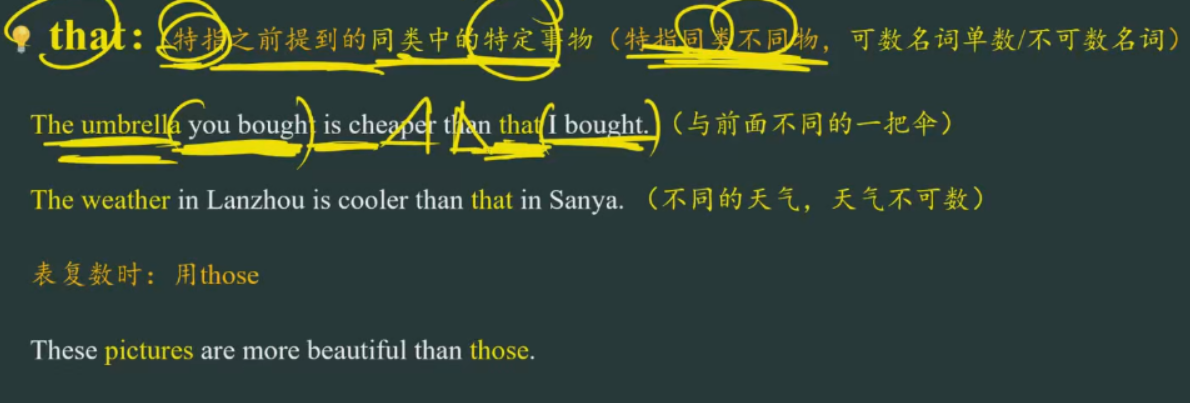 that：（特指之前提到的同类中的特定事物（特指同类不同物，可数名词单数/不可数名词）
The umbrella you bought is cheaper than that I bought.（与前面不同的一把伞）
The weather in Lanzhou is cooler than that in Sanya. （不同的天气，天气不可数）
表复数时：用those
These pictures are more beautiful than those.